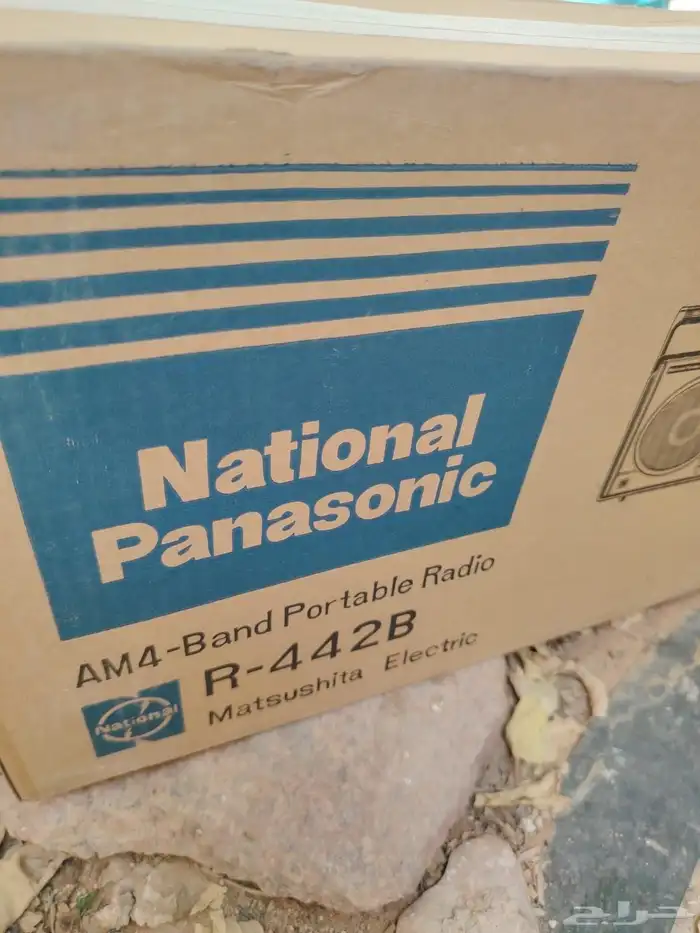 National
Panasonic
AM4-Band Portable Radio
R-442B
Matsushita Electric
National
حراج